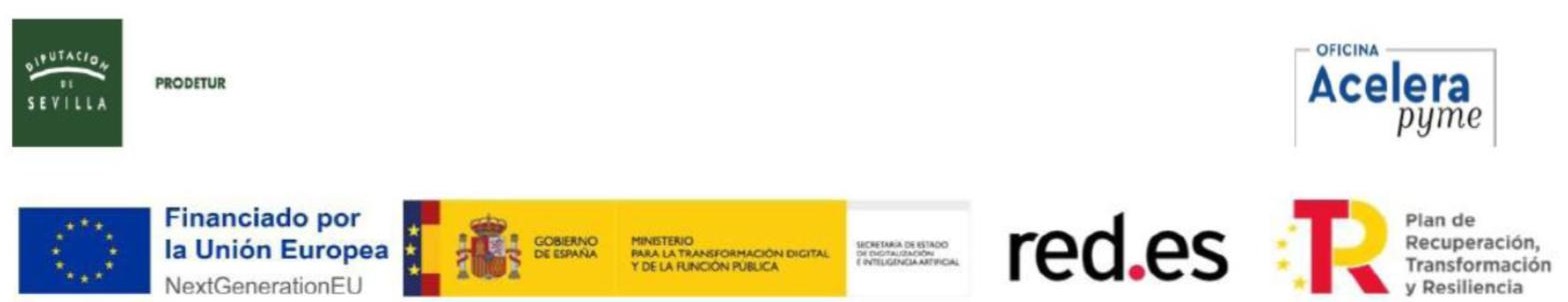 DIPUTACION
DE
SEVILLA
PRODETUR
OFICINA
Acelera
pyme
Financiado por
la Unión Europea
NextGenerationEU
GOBIERNO
DE ESPAÑA
MINISTERIO
PARA LA TRANSFORMACIÓN DIGITAL
Y DE LA FUNCIÓN PÚBLICA
SECRETARÍA DE ESTADO
DE DIGITALIZACIÓN
E INTELIGENCIA ARTIFICIAL
red.es
TR
Plan de
Recuperación,
Transformación
y Resiliencia